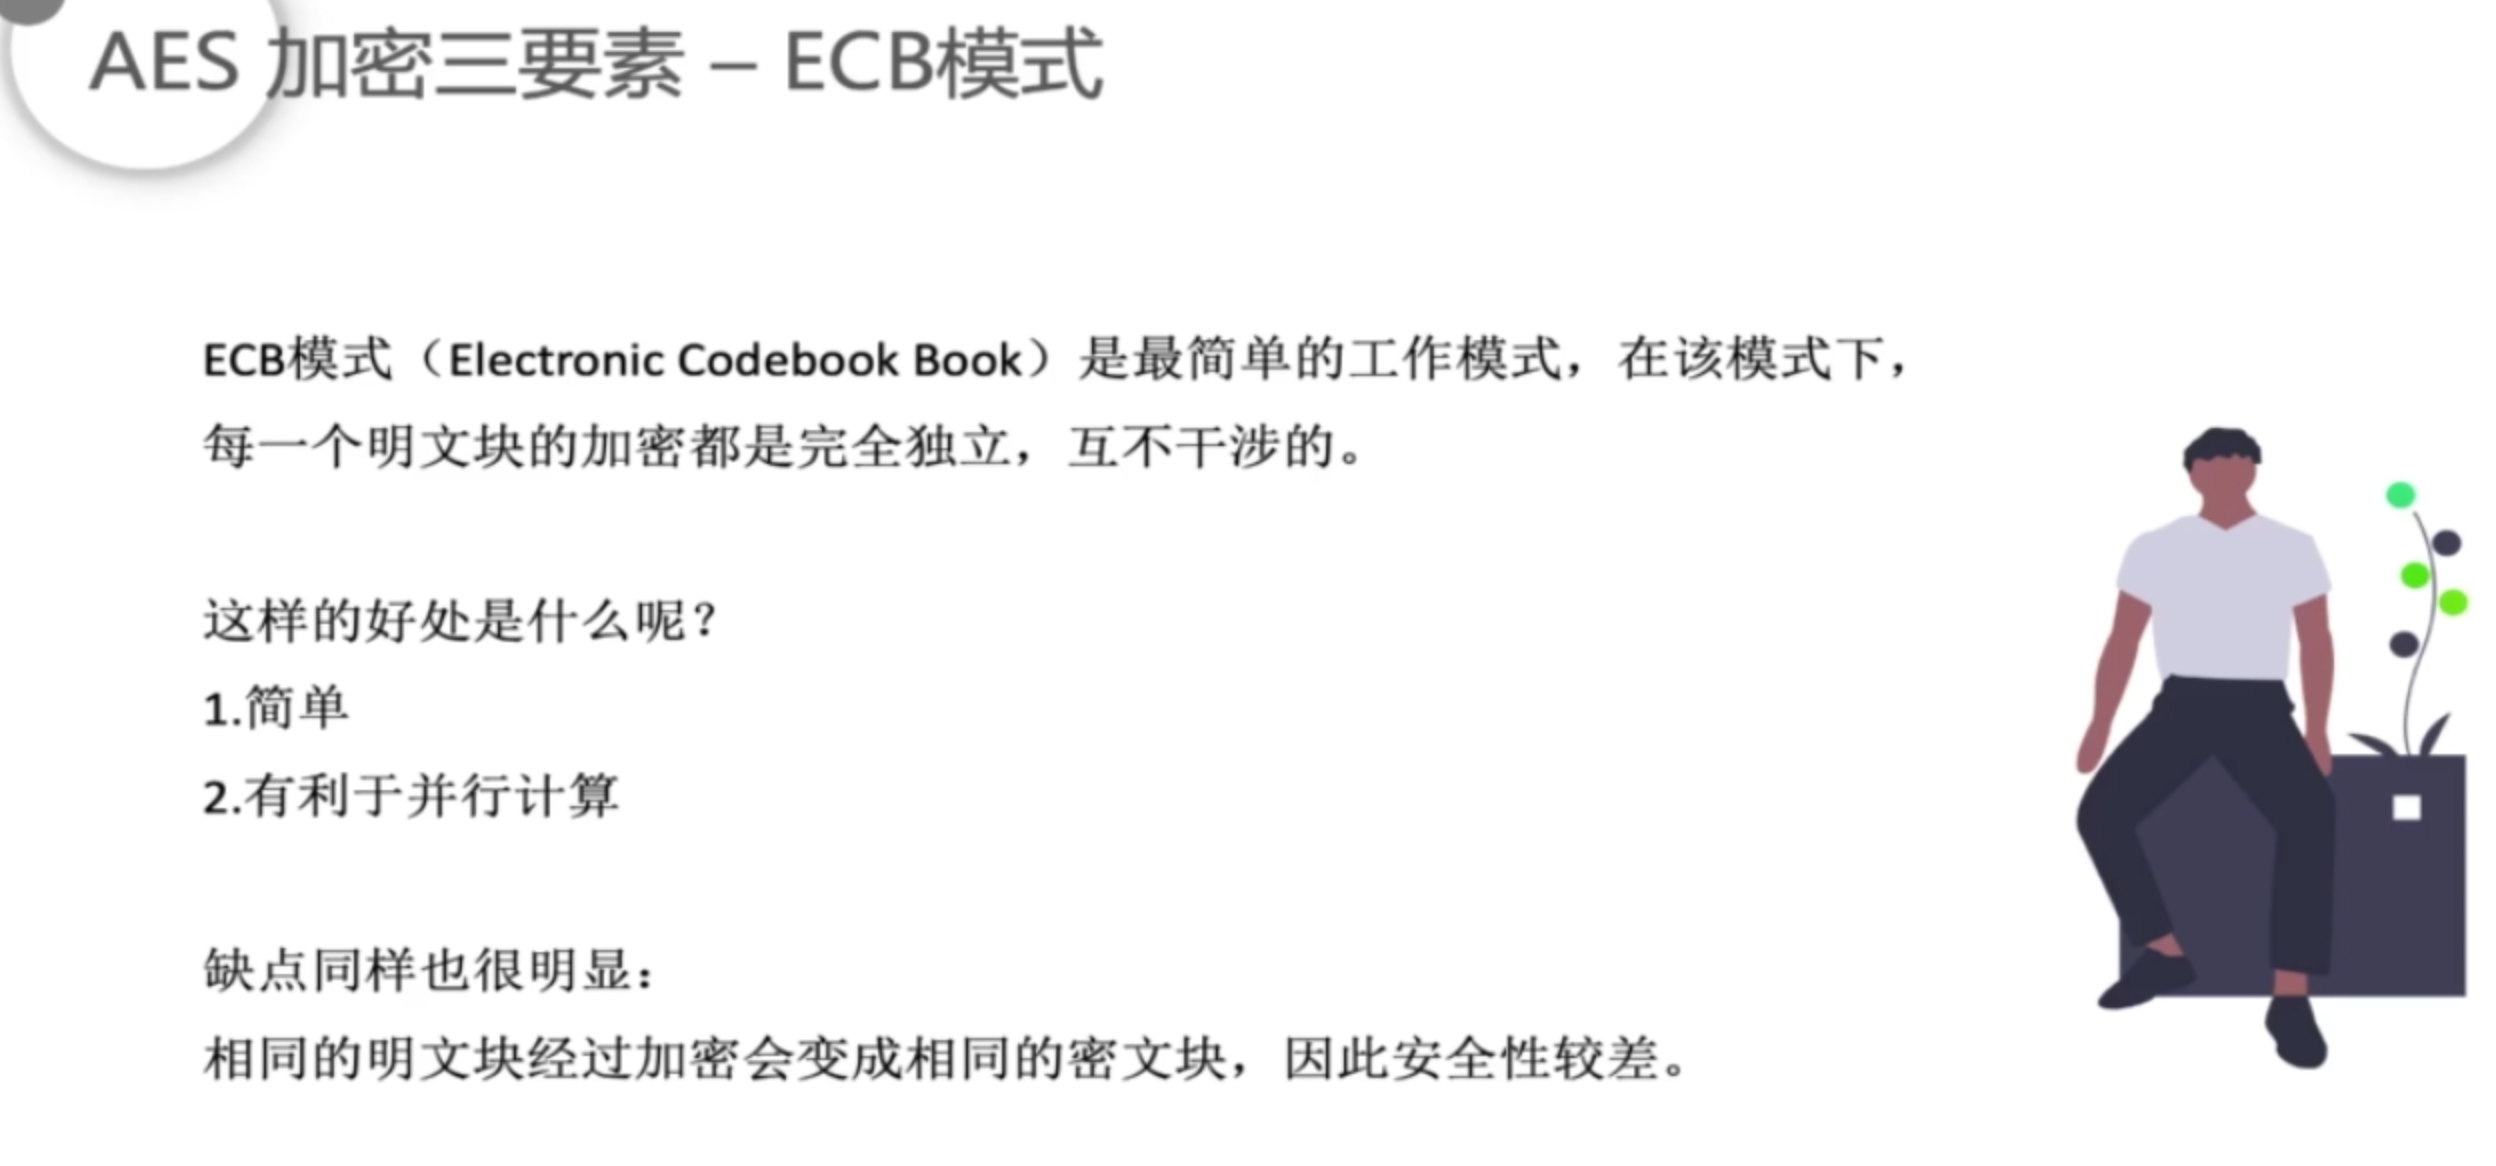 AES 加密三要素 – ECB模式
ECB模式（Electronic Codebook Book）是最简单的工作模式，在该模式下，
每一个明文块的加密都是完全独立，互不干涉的。
这样的好处是什么呢？
1.简单
2.有利于并行计算
缺点同样也很明显：
相同的明文块经过加密会变成相同的密文块，因此安全性较差。